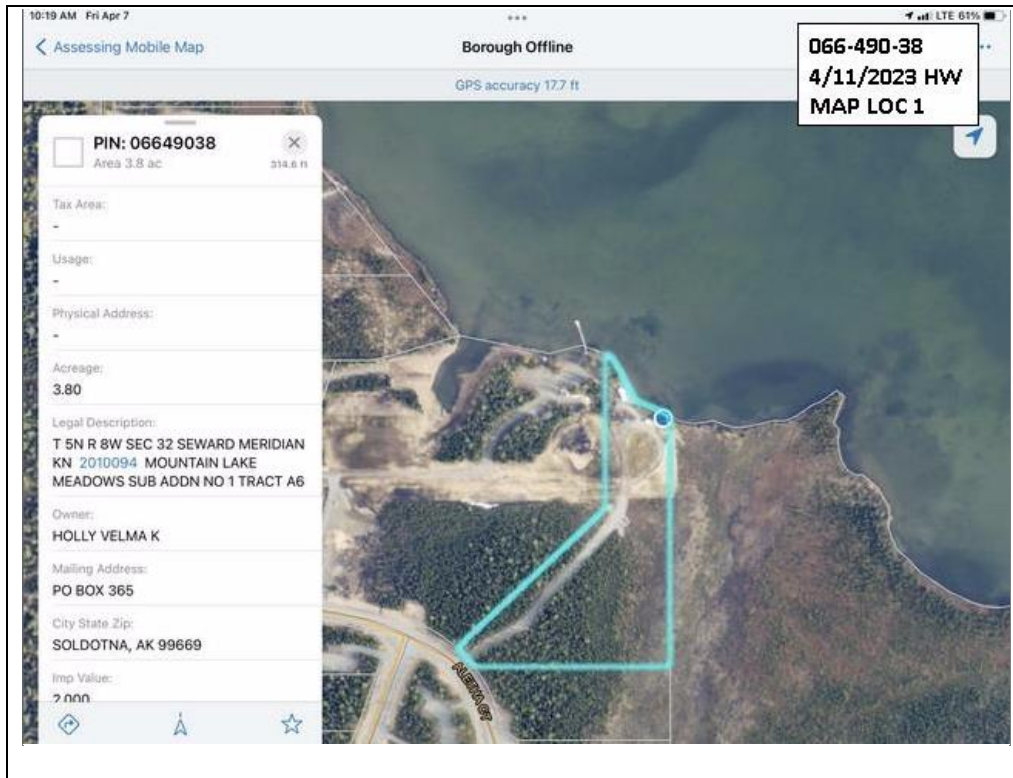 10:19 AM Fri Apr 7
LTE 61%
Assessing Mobile Map
Borough Offline
GPS accuracy 17.7 ft
066-490-38
4/11/2023 HW
MAP LOC 1
PIN: 06649038
Area 3.8 ac
314.6 ft
Tax Area:
-
Usage:
-
Physical Address:
-
Acreage:
3.80
Legal Description:
T 5N R 8W SEC 32 SEWARD MERIDIAN
KN 2010094 MOUNTAIN LAKE
MEADOWS SUB ADDN NO 1 TRACT A6
Owner:
HOLLY VELMA K
Mailing Address:
PO BOX 365
City State Zip:
SOLDOTNA, AK 99669
Imp Value:
2,000
ALETHA CT